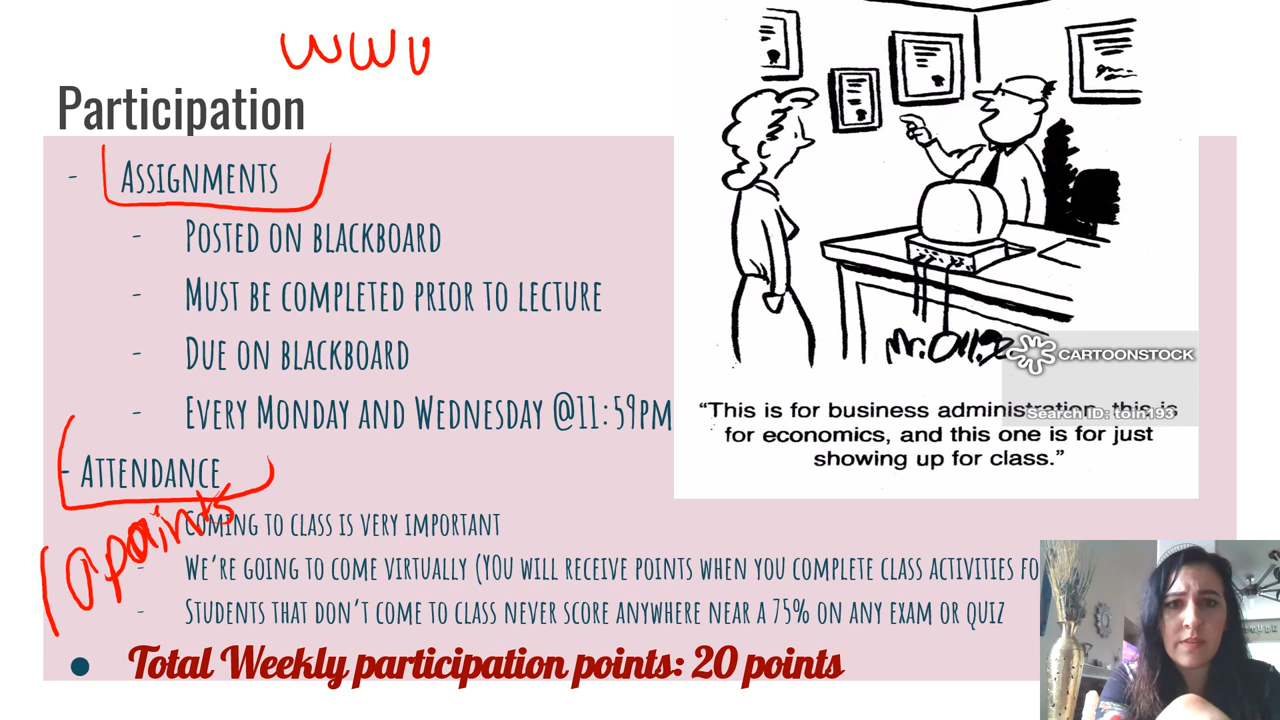 wwu
Participation
- Assignments
- Posted on blackboard
- Must be completed prior to lecture
- Due on blackboard
- Every Monday and Wednesday @11:59pm
- Attendance
10 points
Coming to class is very important
- We're going to come virtually (YOu will receive points when you complete class activities fo
- Students that don't come to class never score anywhere near a 75% on any exam or quiz
● Total Weekly participation points: 20 points
CARTOONSTOCK
Search ID: toin193
"This is for business administration, this is
for economics, and this one is for just
showing up for class."